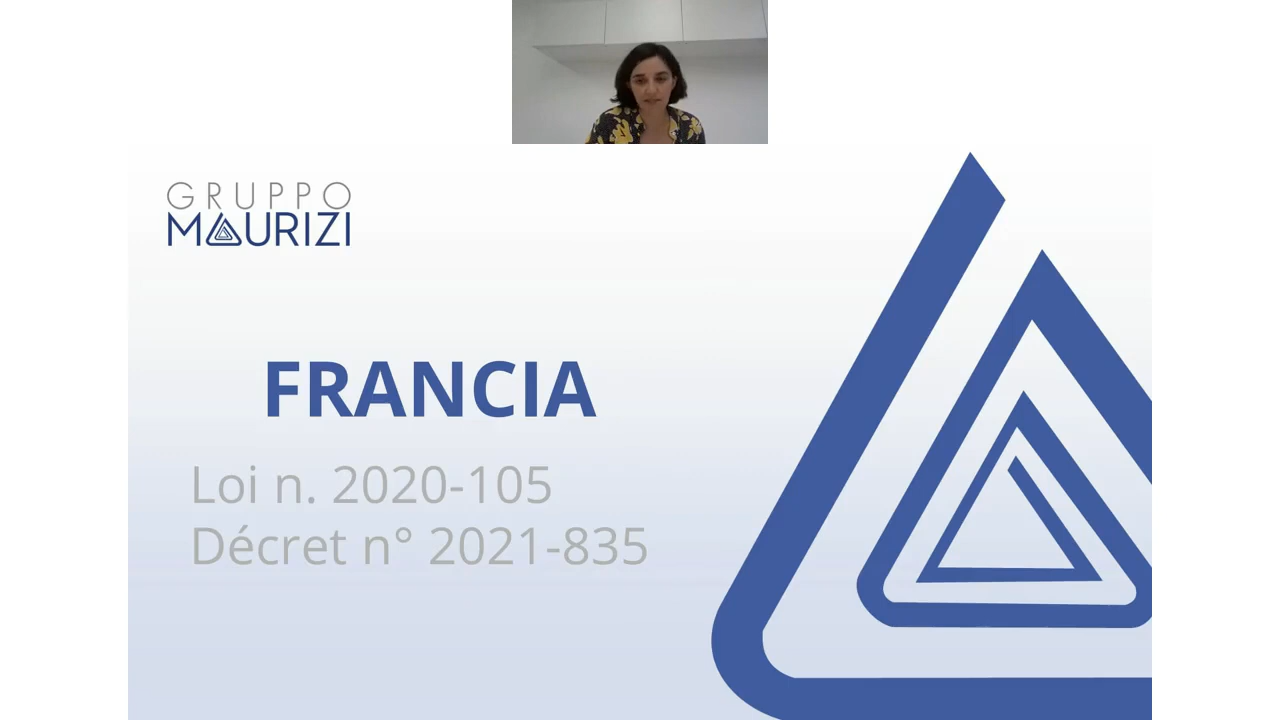 GRUPPO
MAURIZI
FRANCIA
Loi n. 2020-105
Décret n° 2021-835